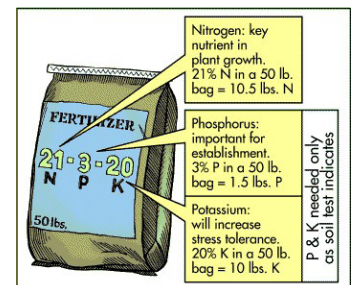 Nitrogen: key
nutrient in
plant growth.
21% N in a 50 lb.
bag = 10.5 lbs. N
FERTILIZER
21-3-20
N P K
50 lbs.
Phosphorus:
important for
establishment.
3% P in a 50 lb.
bag = 1.5 lbs. P
Potassium:
will increase
stress tolerance.
20% K in a 50 lb.
bag = 10 lbs. K
P & K needed only
as soil test indicates